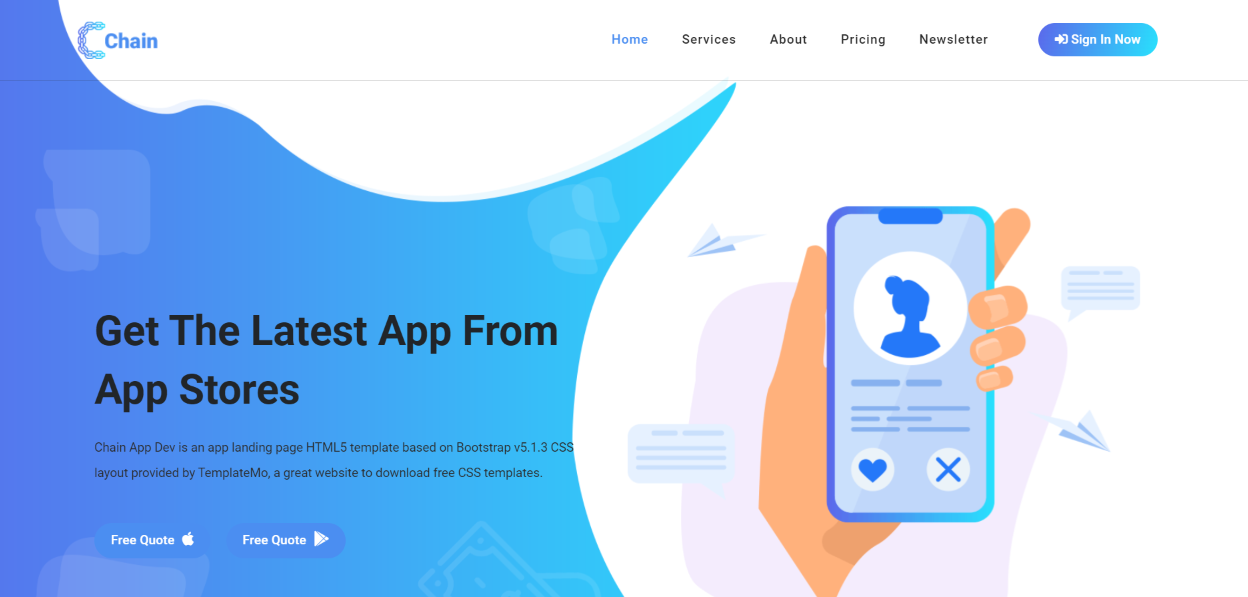 Chain
Home Services About Pricing Newsletter Sign In Now
Get The Latest App From
App Stores
Chain App Dev is an app landing page HTML5 template based on Bootstrap v5.1.3 CSS
layout provided by TemplateMo, a great website to download free CSS templates.
Free Quote Free Quote